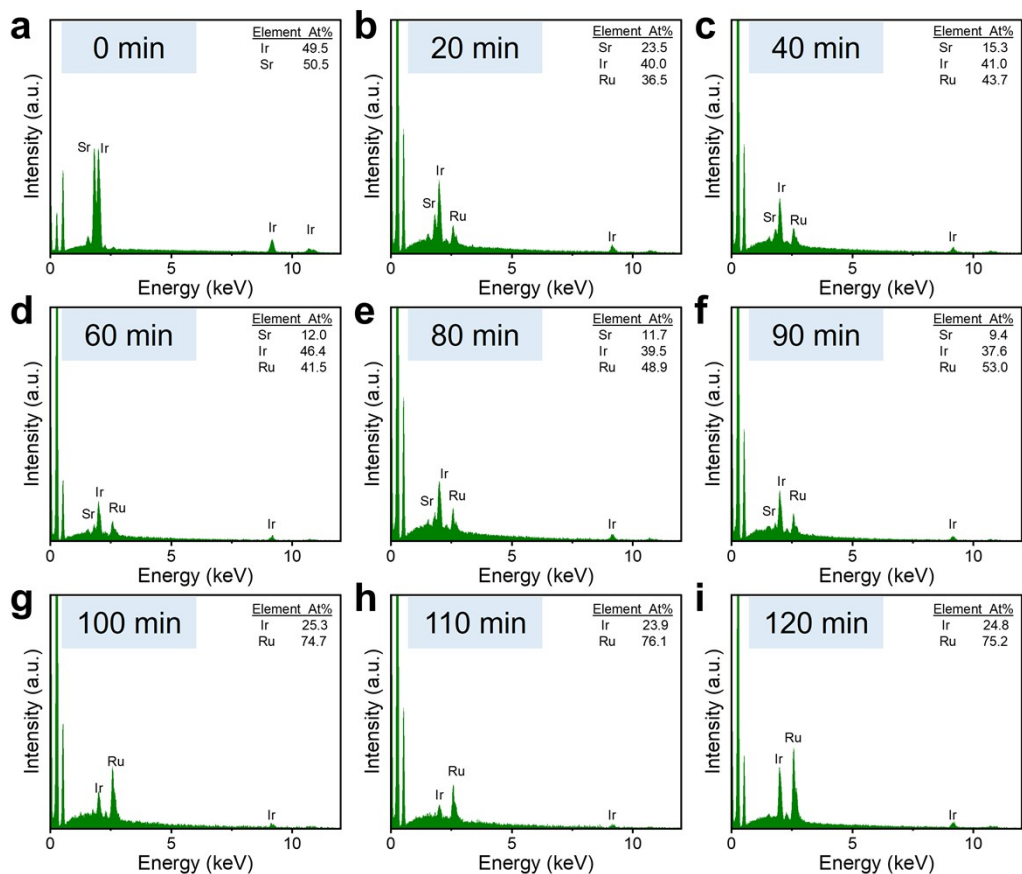 a
0 min
Element At%
Ir 49.5
Sr 50.5
Sr Ir
Ir
Ir
Intensity (a.u.)
0 5 10
Energy (keV)
b
20 min
Element At%
Sr 23.5
Ir 40.0
Ru 36.5
Ir
Sr
Ru
Ir
Intensity (a.u.)
0 5 10
Energy (keV)
c
40 min
Element At%
Sr 15.3
Ir 41.0
Ru 43.7
Ir
Sr
Ru
Ir
Intensity (a.u.)
0 5 10
Energy (keV)
d
60 min
Element At%
Sr 12.0
Ir 46.4
Ru 41.5
Ir
Sr
Ru
Ir
Intensity (a.u.)
0 5 10
Energy (keV)
e
80 min
Element At%
Sr 11.7
Ir 39.5
Ru 48.9
Ir
Sr
Ru
Ir
Intensity (a.u.)
0 5 10
Energy (keV)
f
90 min
Element At%
Sr 9.4
Ir 37.6
Ru 53.0
Ir
Sr
Ru
Ir
Intensity (a.u.)
0 5 10
Energy (keV)
g
100 min
Element At%
Ir 25.3
Ru 74.7
Ru
Ir
Ir
Intensity (a.u.)
0 5 10
Energy (keV)
h
110 min
Element At%
Ir 23.9
Ru 76.1
Ru
Ir
Ir
Intensity (a.u.)
0 5 10
Energy (keV)
i
120 min
Element At%
Ir 24.8
Ru 75.2
Ru
Ir
Ir
Intensity (a.u.)
0 5 10
Energy (keV)